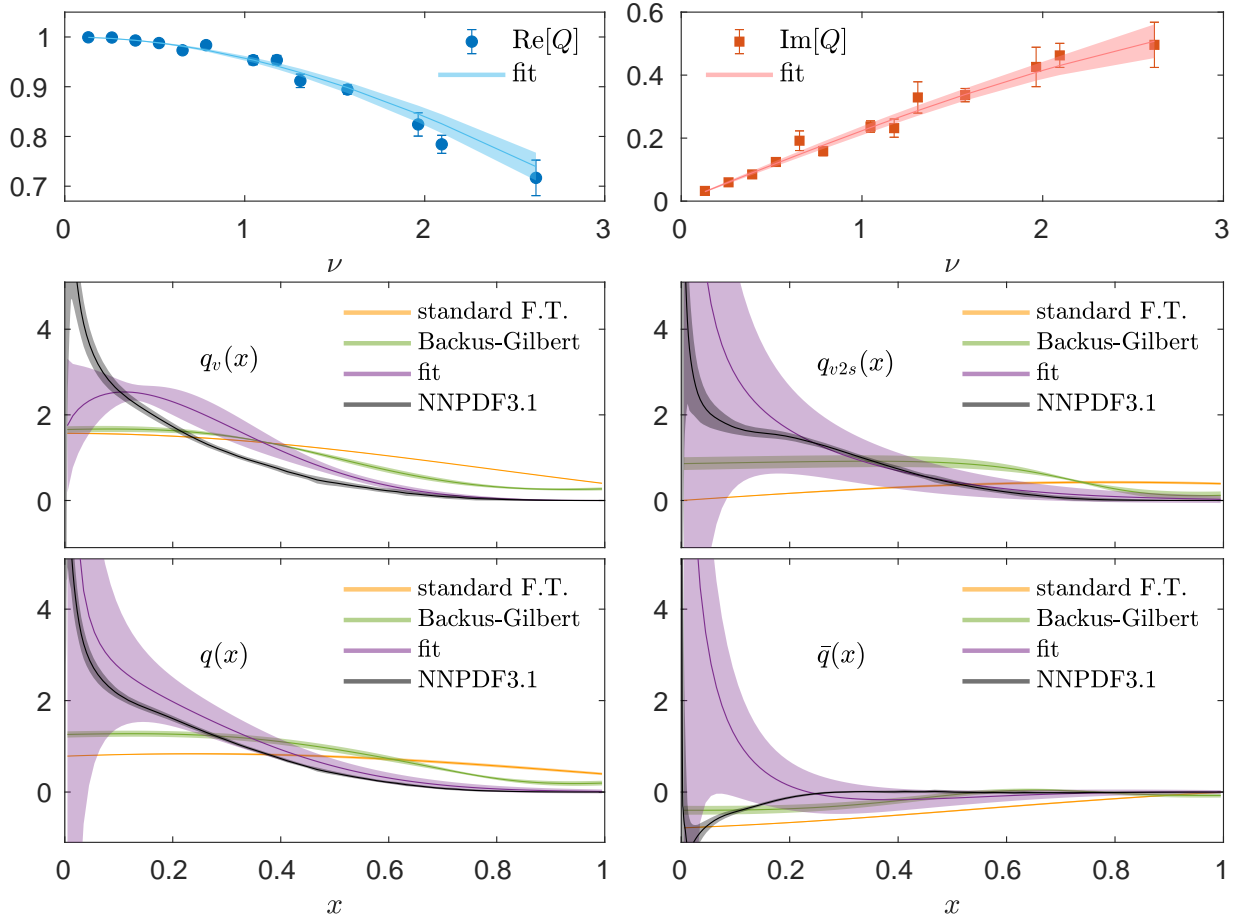 1
0.9
0.8
0.7
Re[Q]
fit
0 1 2 3
ν
0.6
0.4
0.2
0
Im[Q]
fit
0 1 2 3
ν
4
2
0
q_v(x)
standard F.T.
Backus-Gilbert
fit
NNPDF3.1
4
2
0
q_{v2s}(x)
standard F.T.
Backus-Gilbert
fit
NNPDF3.1
4
2
0
q(x)
standard F.T.
Backus-Gilbert
fit
NNPDF3.1
0 0.2 0.4 0.6 0.8 1
x
4
2
0
q̄(x)
standard F.T.
Backus-Gilbert
fit
NNPDF3.1
0 0.2 0.4 0.6 0.8 1
x